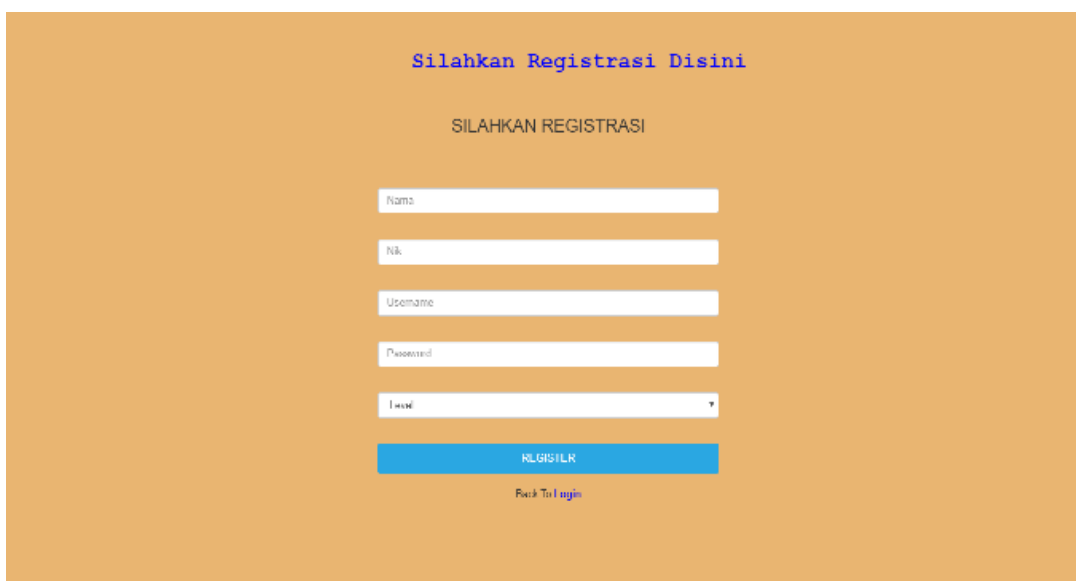 Silahkan Registrasi Disini
SILAHKAN REGISTRASI
Nama
Nik
Username
Password
Level
REGISTER
Back To Login